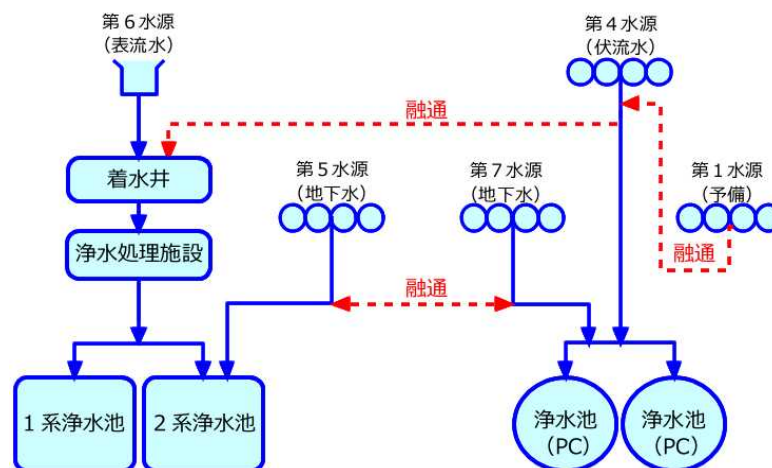 第６水源
（表流水）
第４水源
（伏流水）
融通
第５水源
（地下水）
第７水源
（地下水）
第１水源
（予備）
着水井
融通
浄水処理施設
融通
１系浄水池
２系浄水池
浄水池
（PC）
浄水池
（PC）